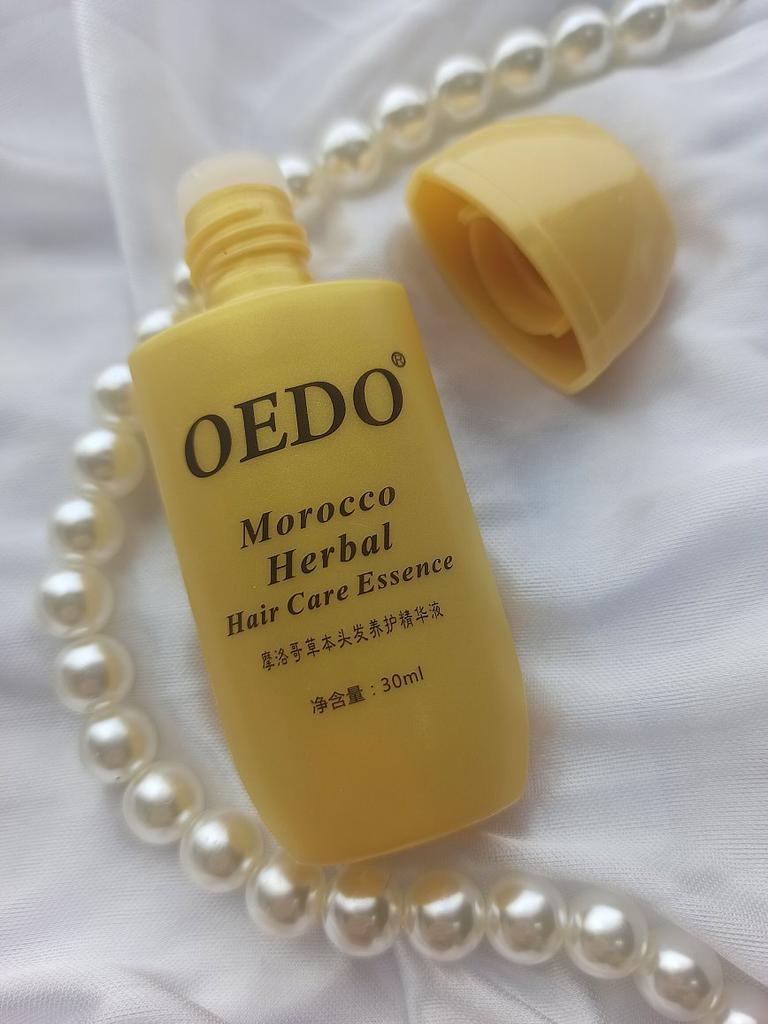 OEDO®
Morocco
Herbal
Hair Care Essence
摩洛哥草本头发养护精华液
净含量：30ml